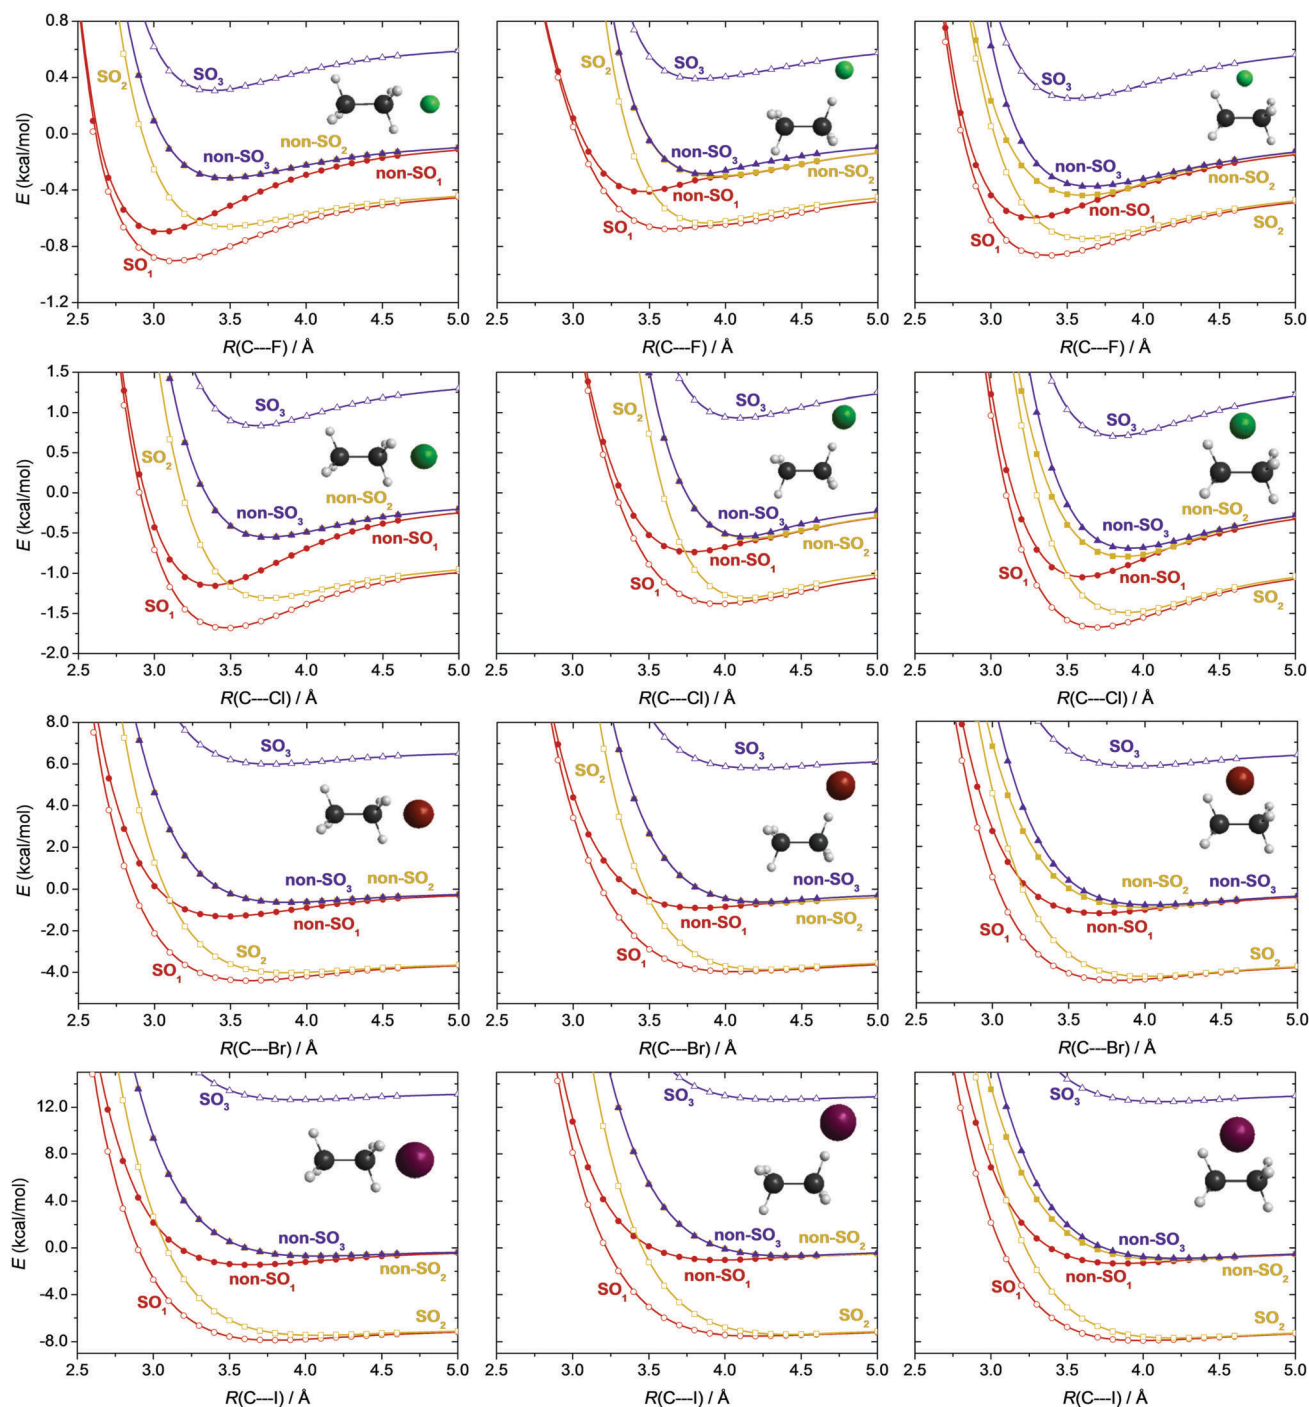 0.8
0.4
0.0
-0.4
-0.8
-1.2
E (kcal/mol)
SO2
SO3
non-SO2
non-SO3
non-SO1
SO1
2.5 3.0 3.5 4.0 4.5 5.0
R(C---F) / Å
SO2
SO3
non-SO3
non-SO2
non-SO1
SO1
2.5 3.0 3.5 4.0 4.5 5.0
R(C---F) / Å
SO3
non-SO3
non-SO2
non-SO1
SO2
SO1
2.5 3.0 3.5 4.0 4.5 5.0
R(C---F) / Å
1.5
1.0
0.5
0.0
-0.5
-1.0
-1.5
-2.0
E (kcal/mol)
SO3
SO2
non-SO2
non-SO3
non-SO1
SO1
2.5 3.0 3.5 4.0 4.5 5.0
R(C---Cl) / Å
SO2
SO3
non-SO3
non-SO2
non-SO1
SO1
2.5 3.0 3.5 4.0 4.5 5.0
R(C---Cl) / Å
SO3
non-SO2
non-SO3
non-SO1
SO1
SO2
2.5 3.0 3.5 4.0 4.5 5.0
R(C---Cl) / Å
8.0
6.0
4.0
2.0
0.0
-2.0
-4.0
E (kcal/mol)
SO3
non-SO3
non-SO2
non-SO1
SO2
SO1
2.5 3.0 3.5 4.0 4.5 5.0
R(C---Br) / Å
SO3
SO2
non-SO3
non-SO2
non-SO1
SO1
2.5 3.0 3.5 4.0 4.5 5.0
R(C---Br) / Å
SO3
non-SO2
non-SO3
non-SO1
SO1
SO2
2.5 3.0 3.5 4.0 4.5 5.0
R(C---Br) / Å
12.0
8.0
4.0
0.0
-4.0
-8.0
E (kcal/mol)
SO3
non-SO3
non-SO2
non-SO1
SO1
SO2
2.5 3.0 3.5 4.0 4.5 5.0
R(C---I) / Å
SO3
non-SO3
non-SO2
non-SO1
SO1
SO2
2.5 3.0 3.5 4.0 4.5 5.0
R(C---I) / Å
SO3
non-SO3
non-SO2
non-SO1
SO1
SO2
2.5 3.0 3.5 4.0 4.5 5.0
R(C---I) / Å